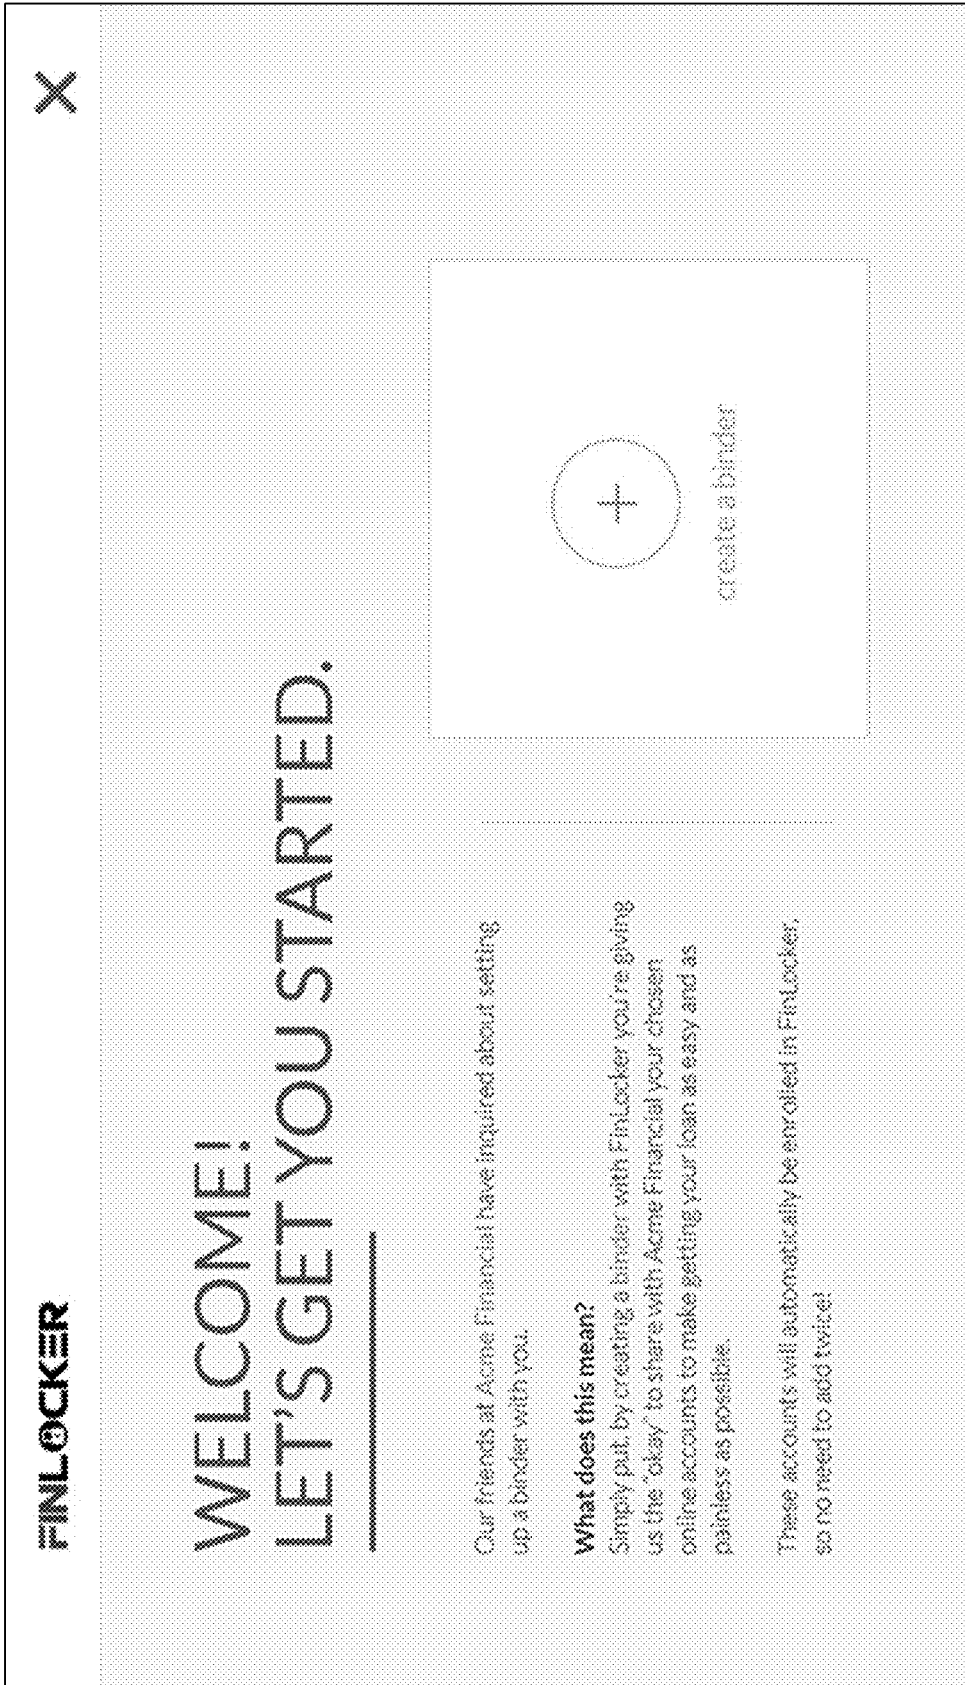 FINLOCKER
WELCOME!
LET'S GET YOU STARTED.
Our friends at Acme Financial have inquired about setting
up a binder with you.
What does this mean?
Simply put, by creating a binder with FinLocker you're giving
us the "okay" to share with Acme Financial your chosen
online accounts to make getting your loan as easy and as
painless as possible.
These accounts will automatically be enrolled in FinLocker,
so no need to add twice!
create a binder